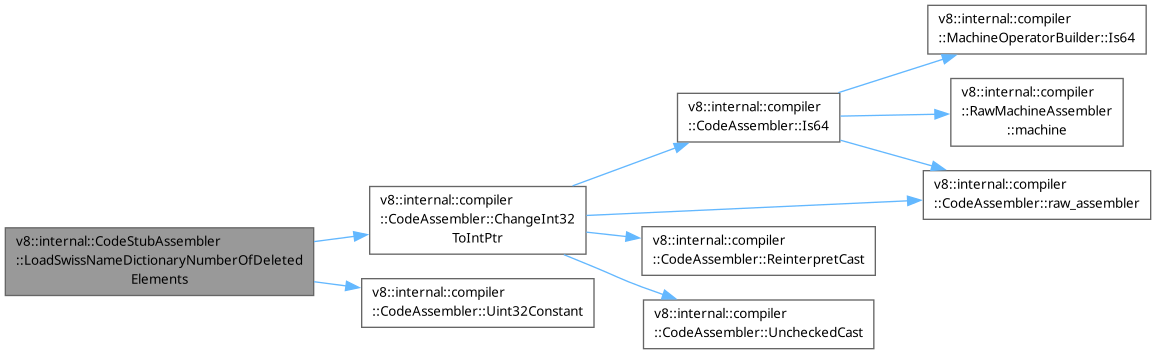 v8::internal::CodeStubAssembler
::LoadSwissNameDictionaryNumberOfDeleted
Elements
v8::internal::compiler
::CodeAssembler::ChangeInt32
ToIntPtr
v8::internal::compiler
::CodeAssembler::Uint32Constant
v8::internal::compiler
::CodeAssembler::Is64
v8::internal::compiler
::CodeAssembler::ReinterpretCast
v8::internal::compiler
::CodeAssembler::UncheckedCast
v8::internal::compiler
::MachineOperatorBuilder::Is64
v8::internal::compiler
::RawMachineAssembler
::machine
v8::internal::compiler
::CodeAssembler::raw_assembler